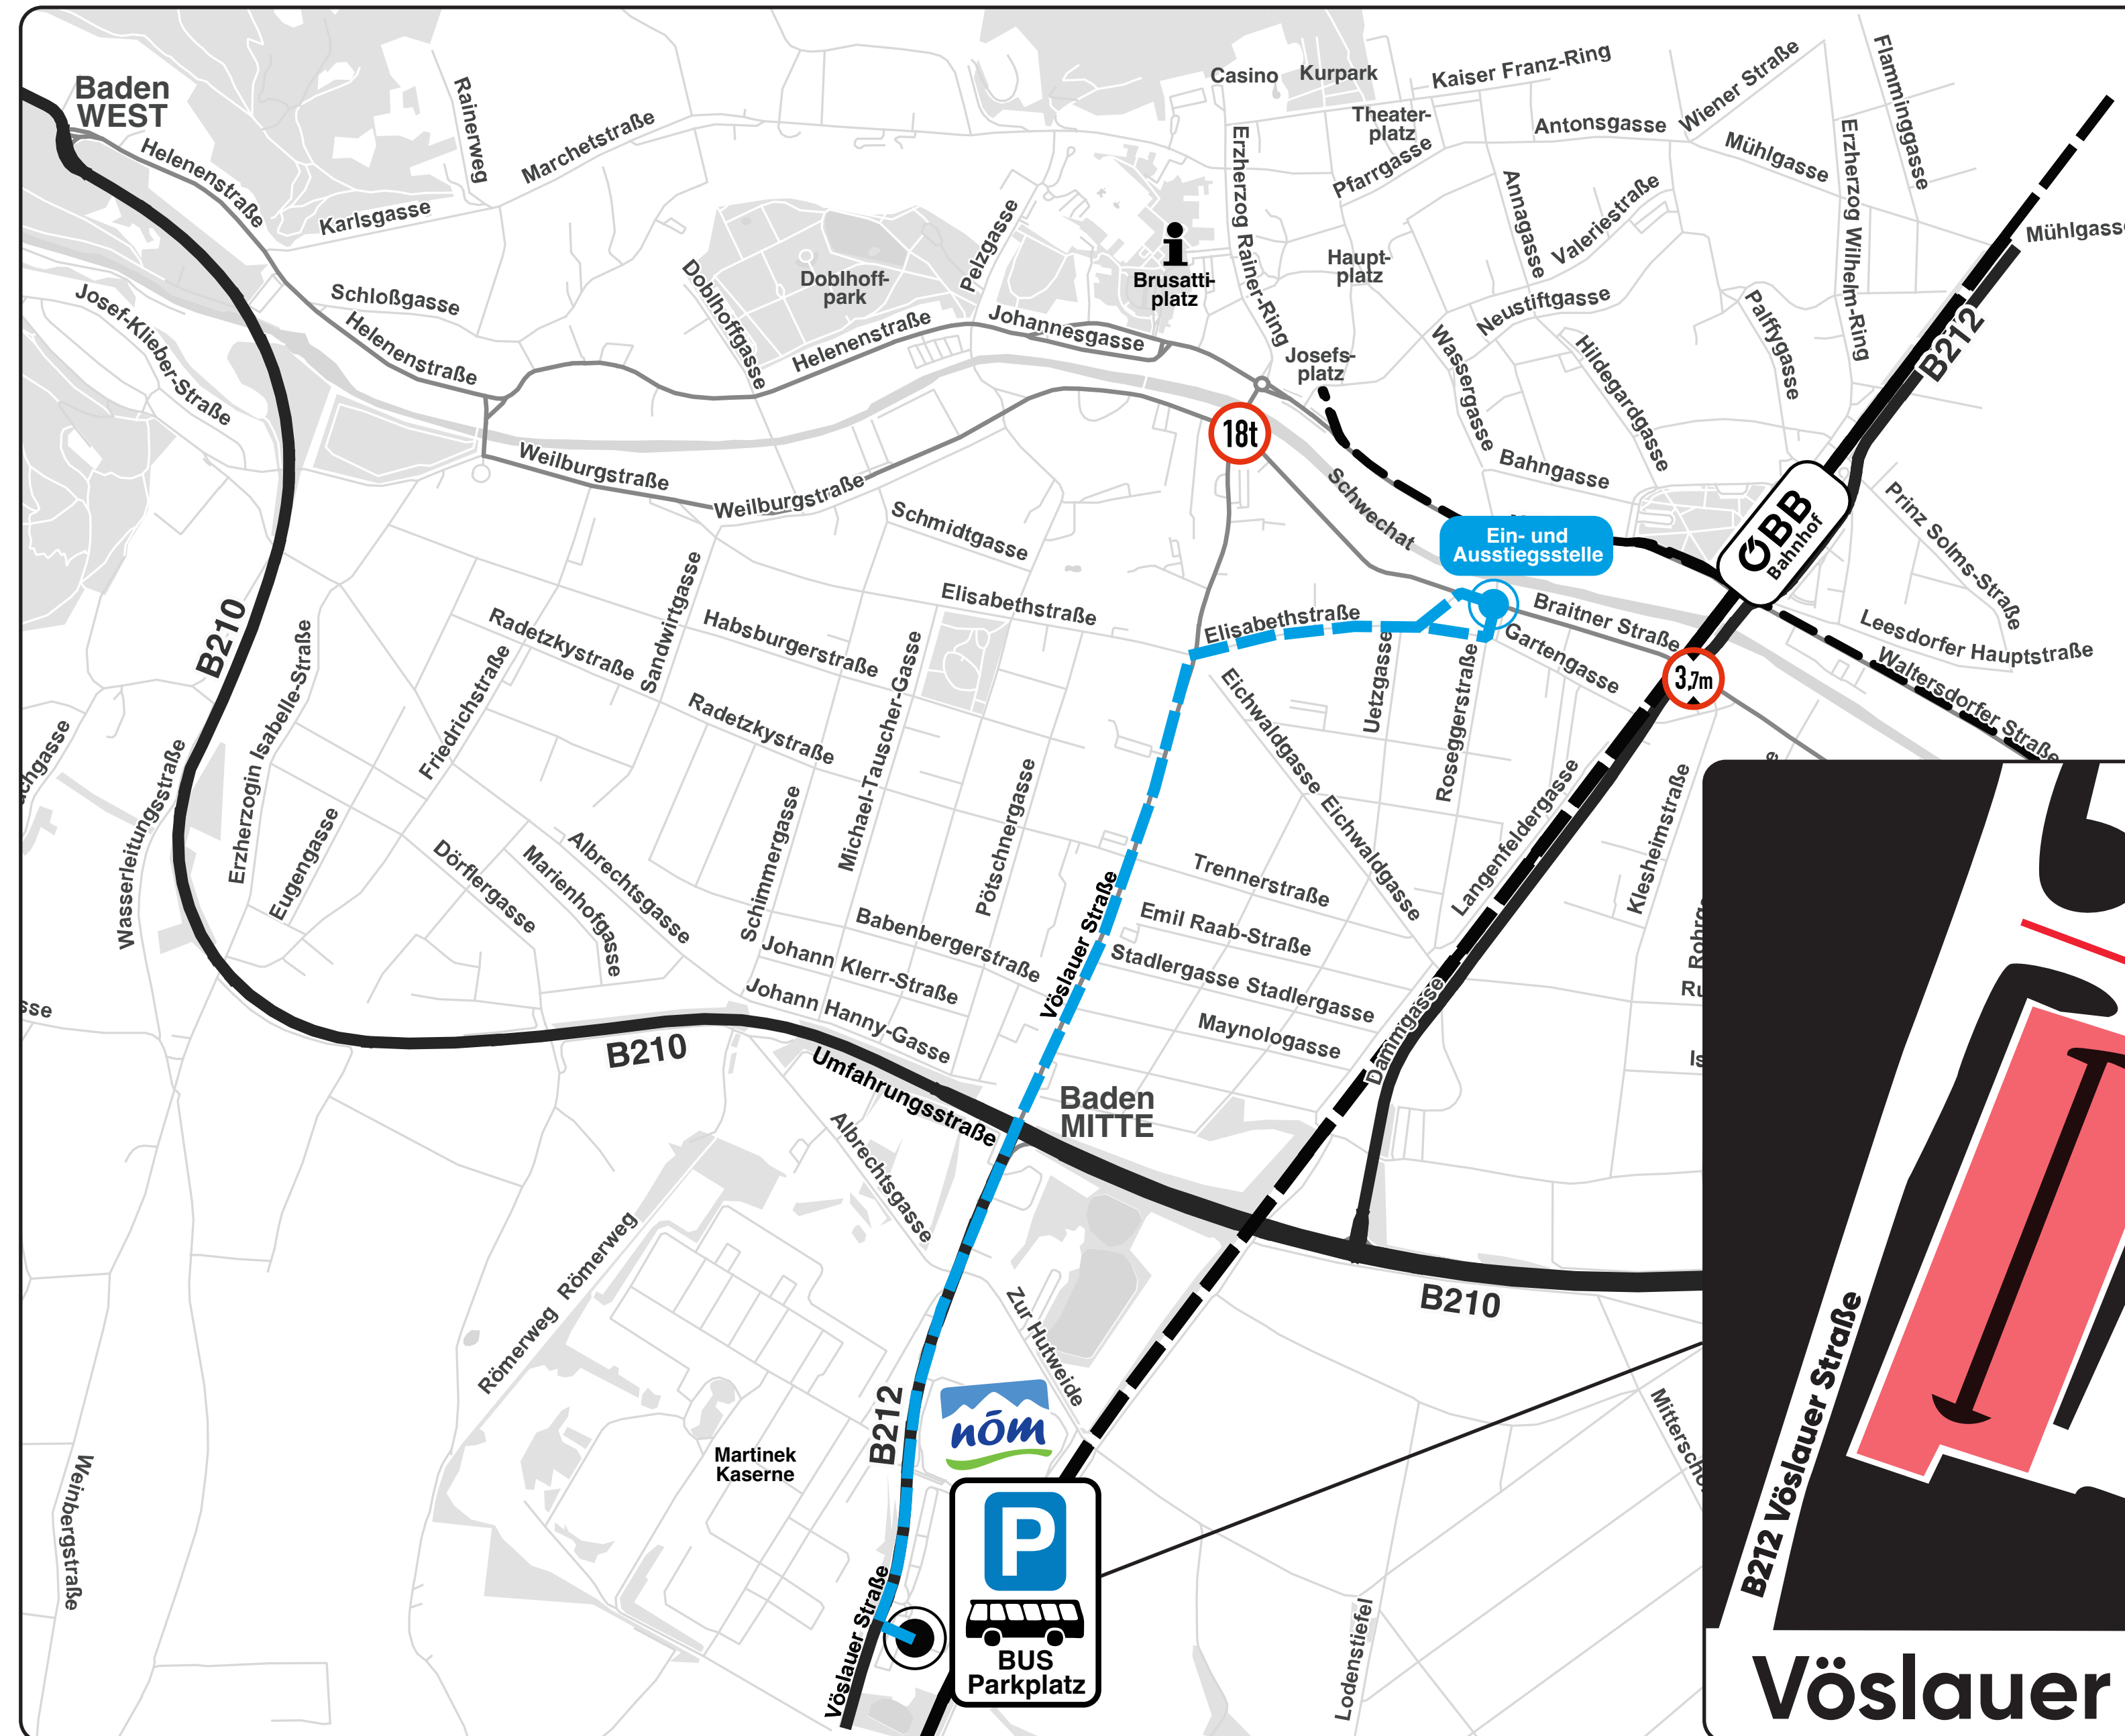 Baden
WEST
Helenenstraße
Rainerweg
Marchetstraße
Karlsgasse
Casino
Kurpark
Kaiser Franz-Ring
Theater-
platz
Pfarrgasse
Antonsgasse
Wiener Straße
Flamminggasse
Mühlgasse
Erzherzog Wilhelm-Ring
Mühlgasse
Erzherzog Rainer-Ring
Annagasse
Valeriestraße
Haupt-
platz
Neustiftgasse
Palffygasse
B212
Pelzgasse
Doblhoff-
park
Doblhoffgasse
Brusatti-
platz
Schloßgasse
Helenenstraße
Helenenstraße
Johannesgasse
Josefs-
platz
Wassergasse
Hildegardgasse
Josef-Klieber-Straße
18t
Weilburgstraße
Weilburgstraße
Schwechat
Bahngasse
ÖBB
Bahnhof
Prinz Solms-Straße
Schmidtgasse
Ein- und
Ausstiegsstelle
Elisabethstraße
Elisabethstraße
Braitner Straße
Gartengasse
Leesdorfer Hauptstraße
Waltersdorfer Straße
3,7m
B210
Sandwirtgasse
Radetzkystraße
Habsburgerstraße
Radetzkystraße
Friedrichstraße
Erzherzogin Isabelle-Straße
Michael-Tauscher-Gasse
Uetzgasse
Roseggerstraße
Eichwaldgasse
Eichwaldgasse
Langenfeldergasse
Klesheimstraße
Wasserleitungsstraße
Eugengasse
Dörflergasse
Marienhofgasse
Albrechtsgasse
Schimmergasse
Pötschnergasse
Vöslauer Straße
Trennerstraße
Emil Raab-Straße
Stadlergasse
Stadlergasse
Maynologasse
Dammgasse
Babenbergerstraße
Johann Klerr-Straße
Johann Hanny-Gasse
B210
Umfahrungsstraße
Baden
MITTE
Albrechtsgasse
Römerweg
Römerweg
Zur Hutweide
B210
B212
nöm
Martinek
Kaserne
Weinbergstraße
Vöslauer Straße
P
BUS
Parkplatz
Lodenstiefel
B212 Vöslauer Straße
Vöslauer